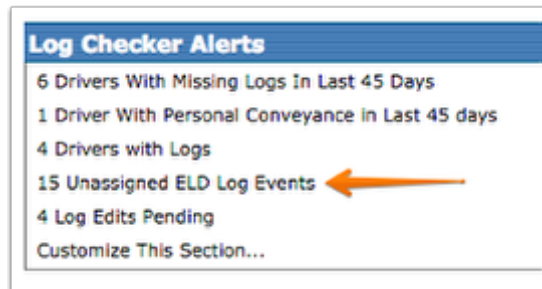 Log Checker Alerts
6 Drivers With Missing Logs In Last 45 Days
1 Driver With Personal Conveyance in Last 45 days
4 Drivers with Logs
15 Unassigned ELD Log Events
4 Log Edits Pending
Customize This Section...